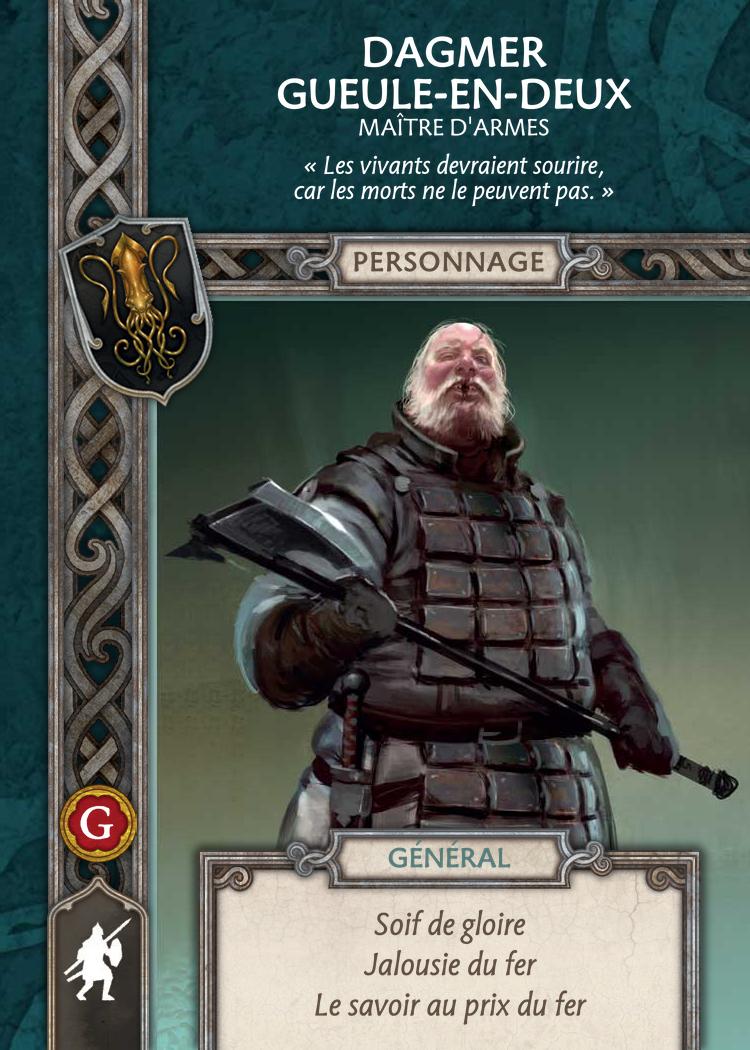 DAGMER
GUEULE-EN-DEUX
MAÎTRE D'ARMES
« Les vivants devraient sourire,
car les morts ne le peuvent pas. »
PERSONNAGE
G
GÉNÉRAL
Soif de gloire
Jalousie du fer
Le savoir au prix du fer